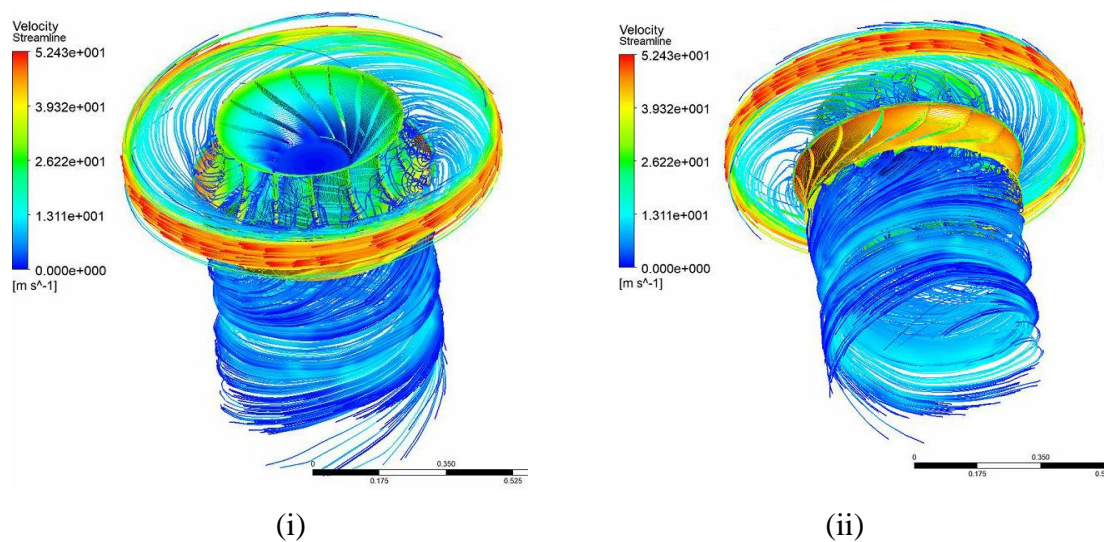 Velocity
Streamline
5.243e+001
3.932e+001
2.622e+001
1.311e+001
0.000e+000
[m s^-1]
0
0.350
0.175
0.525
(i)
Velocity
Streamline
5.243e+001
3.932e+001
2.622e+001
1.311e+001
0.000e+000
[m s^-1]
0
0.350
0.175
(ii)